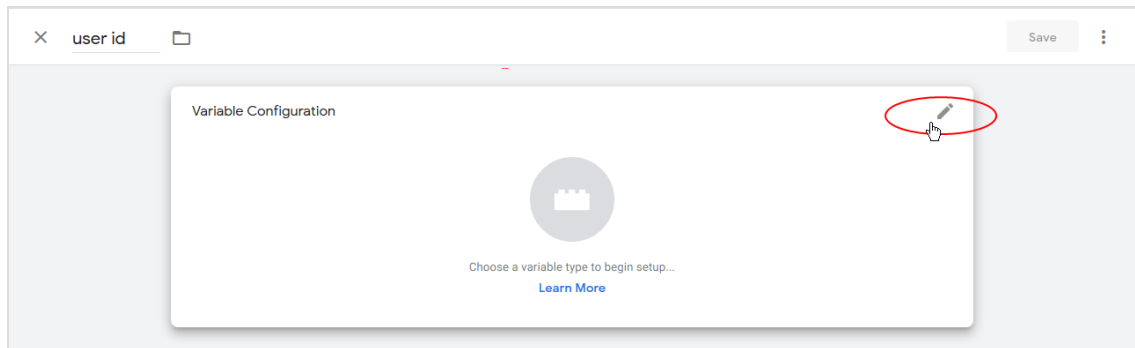 user id
Save
Variable Configuration
Choose a variable type to begin setup...
Learn More